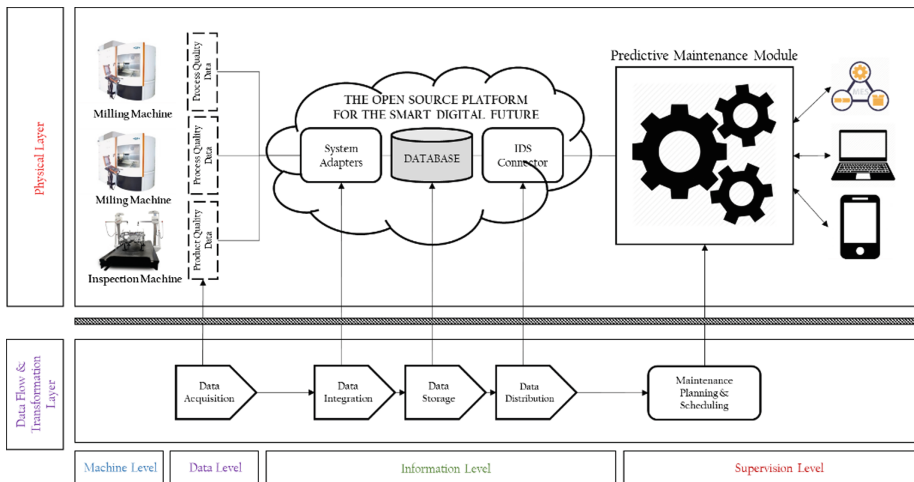 Physical Layer
Milling Machine
Miling Machine
Inspection Machine
Process Quality
Data
Process Quality
Data
Product Quality
Data
THE OPEN SOURCE PLATFORM
FOR THE SMART DIGITAL FUTURE
System
Adapters
DATABASE
IDS
Connector
Predictive Maintenance Module
MES
Data Flow &
Transformation
Layer
Data
Acquisition
Data
Integration
Data
Storage
Data
Distribution
Maintenance
Planning &
Scheduling
Machine Level
Data Level
Information Level
Supervision Level